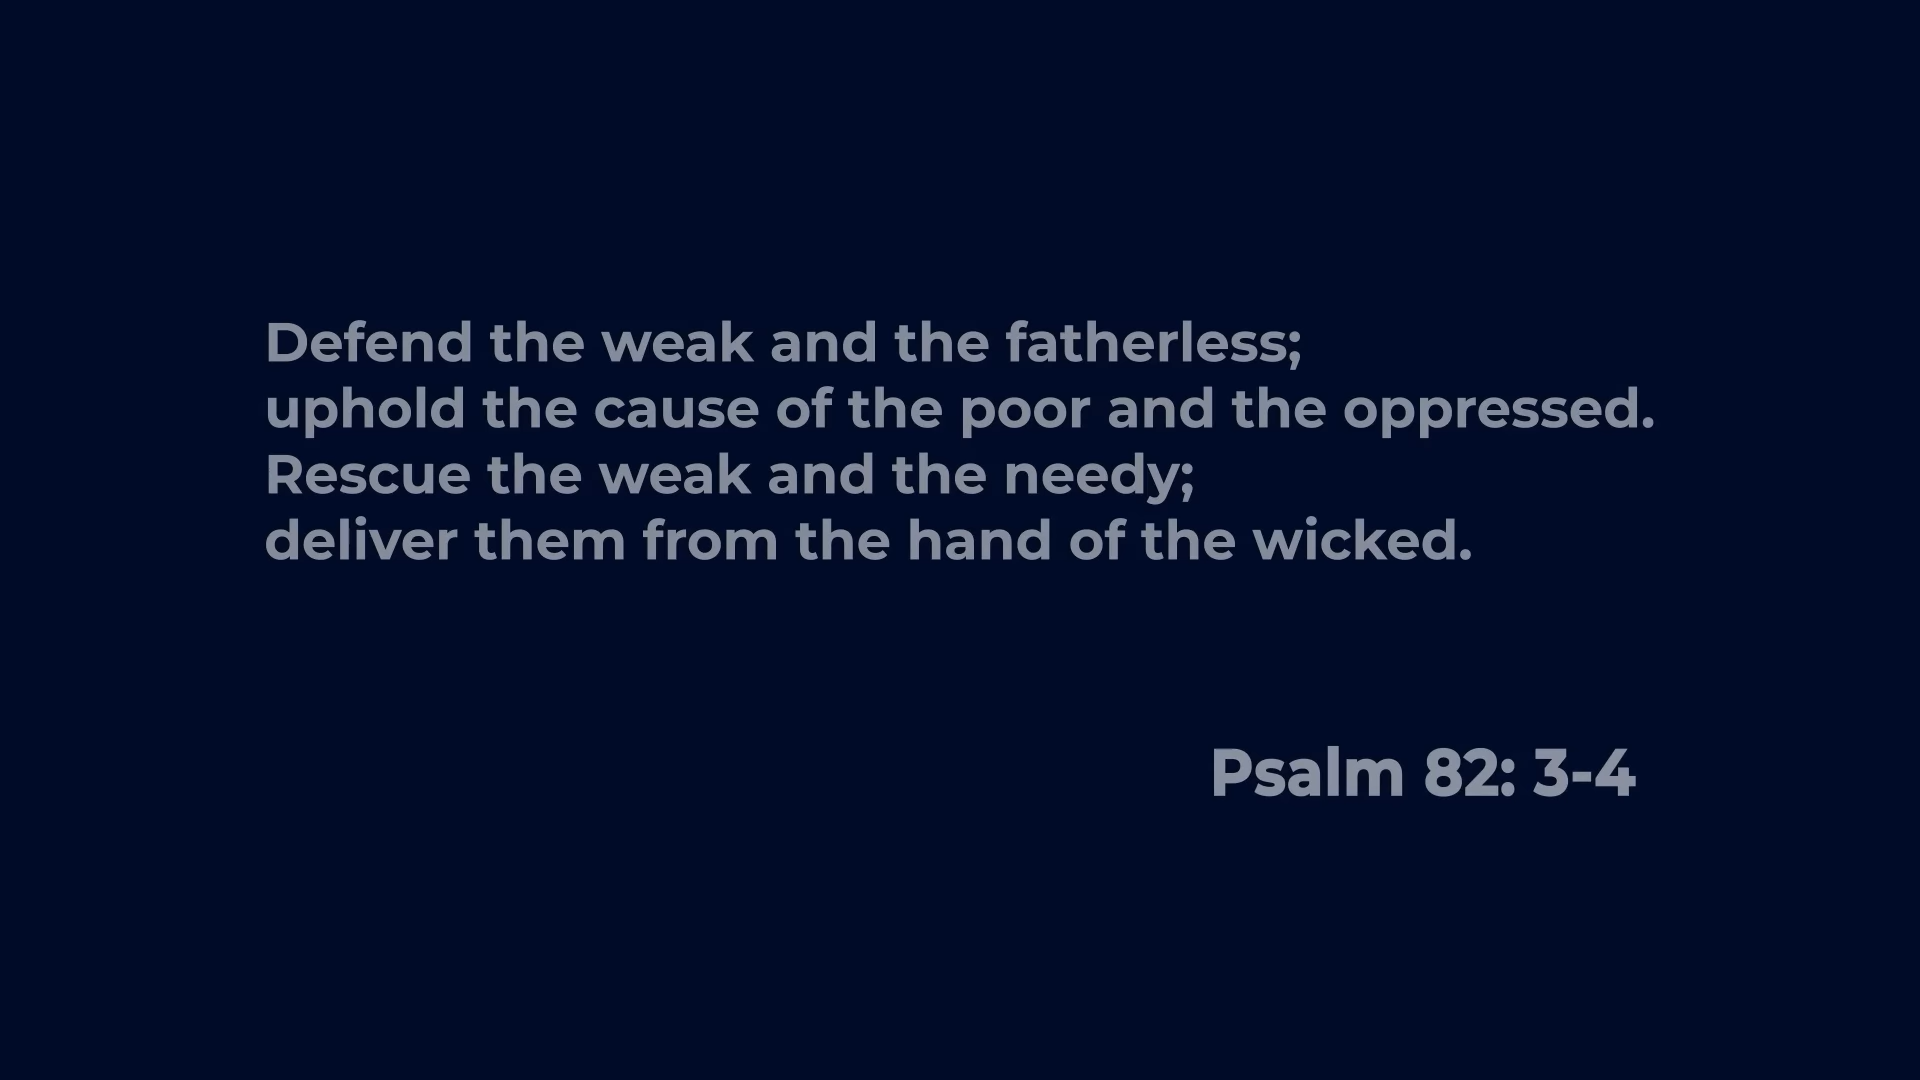 Defend the weak and the fatherless;
uphold the cause of the poor and the oppressed.
Rescue the weak and the needy;
deliver them from the hand of the wicked.
Psalm 82: 3-4